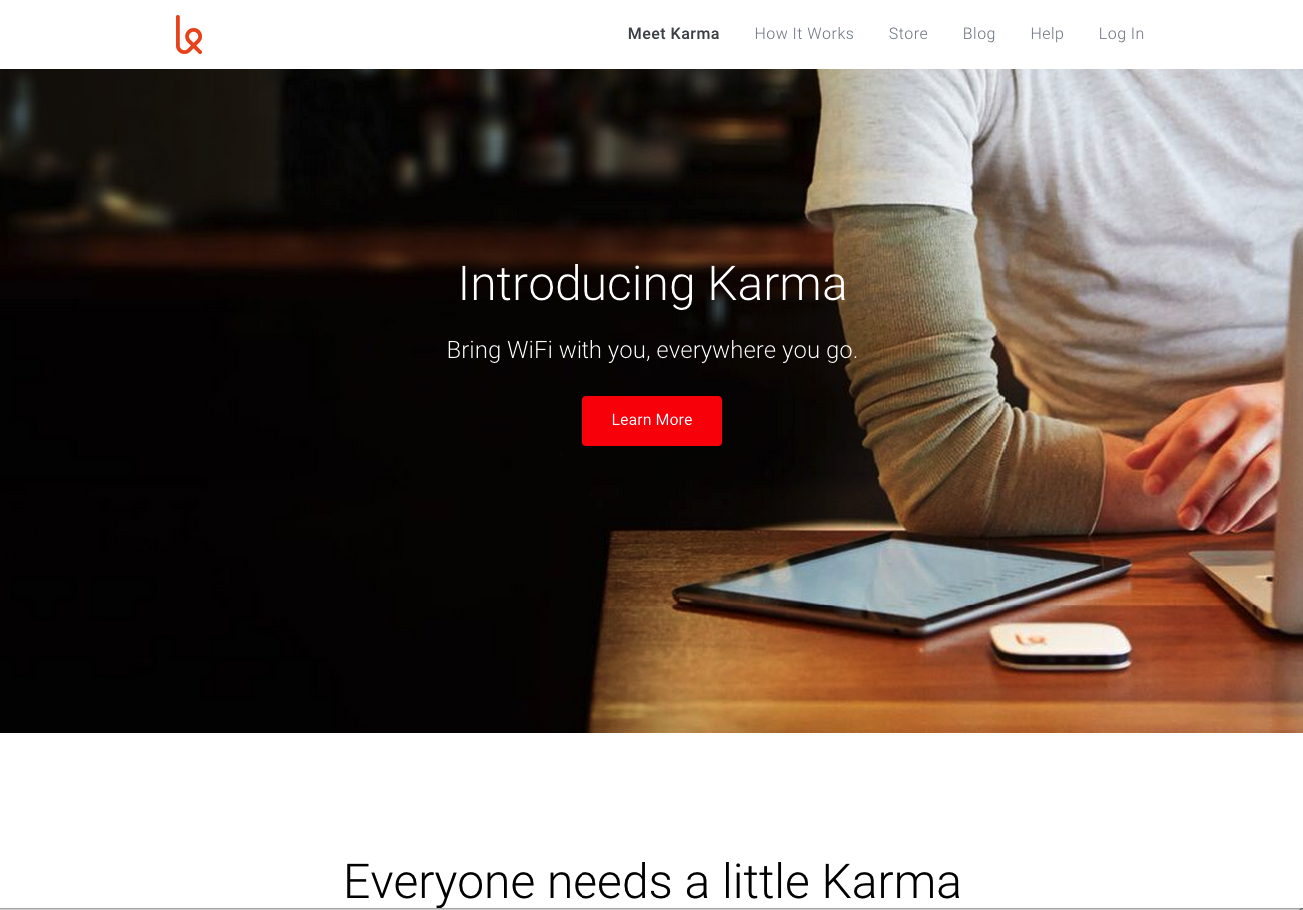 Meet Karma
How It Works
Store
Blog
Help
Log In
Introducing Karma
Bring WiFi with you, everywhere you go.
Learn More
Everyone needs a little Karma